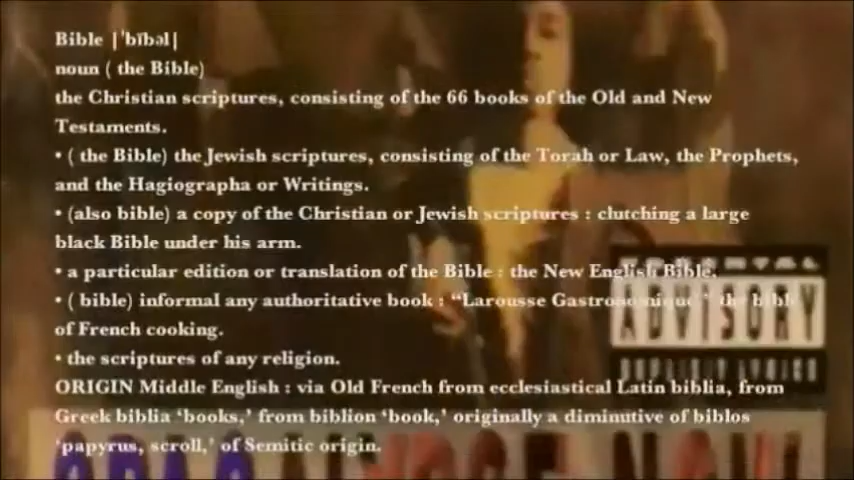 Bible |ˈbībəl|
noun ( the Bible)
the Christian scriptures, consisting of the 66 books of the Old and New
Testaments.
• ( the Bible) the Jewish scriptures, consisting of the Torah or Law, the Prophets,
and the Hagiographa or Writings.
• (also bible) a copy of the Christian or Jewish scriptures : clutching a large
black Bible under his arm.
• a particular edition or translation of the Bible : the New English Bible.
• ( bible) informal any authoritative book : “Larousse Gastronomique” the bible
of French cooking.
• the scriptures of any religion.
ORIGIN Middle English : via Old French from ecclesiastical Latin biblia, from
Greek biblia ‘books,’ from biblion ‘book,’ originally a diminutive of biblos
‘papyrus, scroll,’ of Semitic origin.
PARENTAL
ADVISORY
EXPLICIT LYRICS